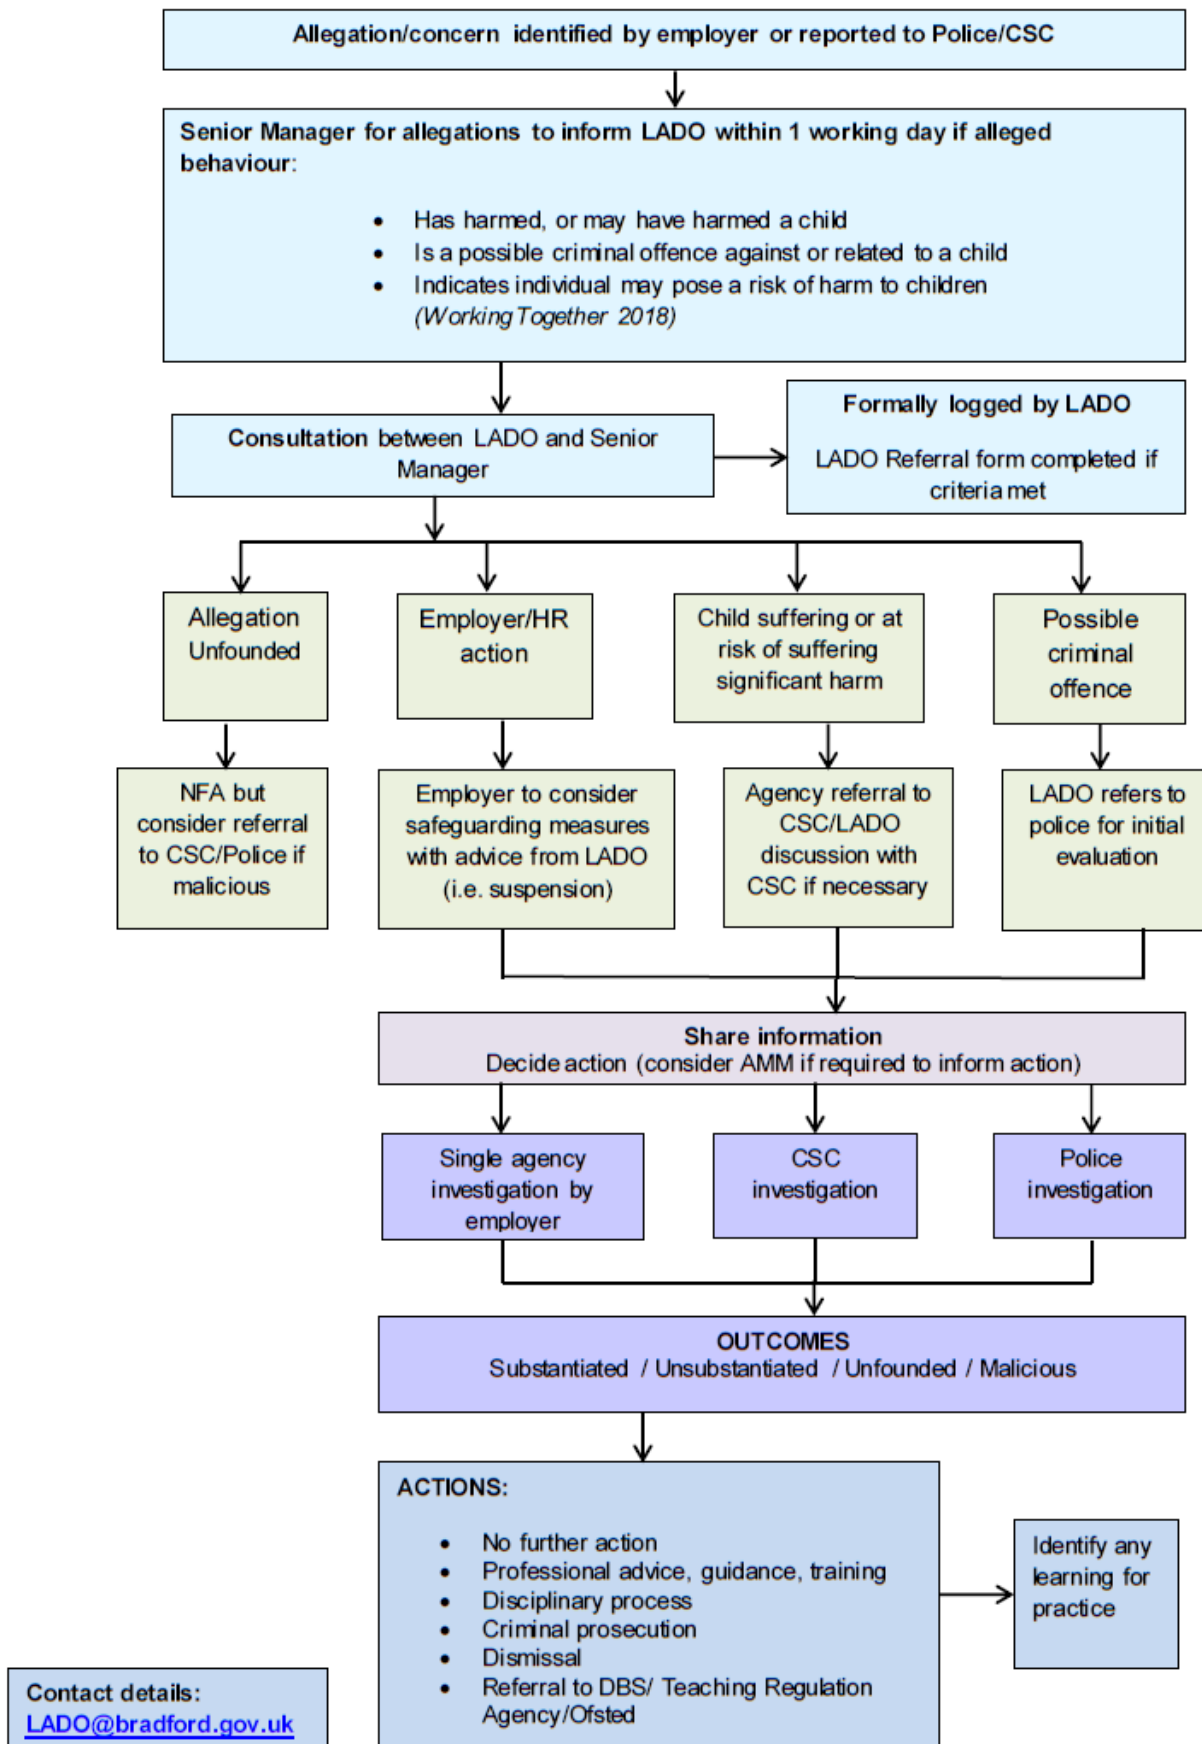 Allegation/concern identified by employer or reported to Police/CSC
Senior Manager for allegations to inform LADO within 1 working day if alleged
behaviour:
• Has harmed, or may have harmed a child
• Is a possible criminal offence against or related to a child
• Indicates individual may pose a risk of harm to children
(Working Together 2018)
Consultation between LADO and Senior
Manager
Formally logged by LADO
LADO Referral form completed if
criteria met
Allegation
Unfounded
Employer/HR
action
Child suffering or at
risk of suffering
significant harm
Possible
criminal
offence
NFA but
consider referral
to CSC/Police if
malicious
Employer to consider
safeguarding measures
with advice from LADO
(i.e. suspension)
Agency referral to
CSC/LADO
discussion with
CSC if necessary
LADO refers to
police for initial
evaluation
Share information
Decide action (consider AMM if required to inform action)
Single agency
investigation by
employer
CSC
investigation
Police
investigation
OUTCOMES
Substantiated / Unsubstantiated / Unfounded / Malicious
ACTIONS:
• No further action
• Professional advice, guidance, training
• Disciplinary process
• Criminal prosecution
• Dismissal
• Referral to DBS/ Teaching Regulation
Agency/Ofsted
Identify any
learning for
practice
Contact details:
LADO@bradford.gov.uk